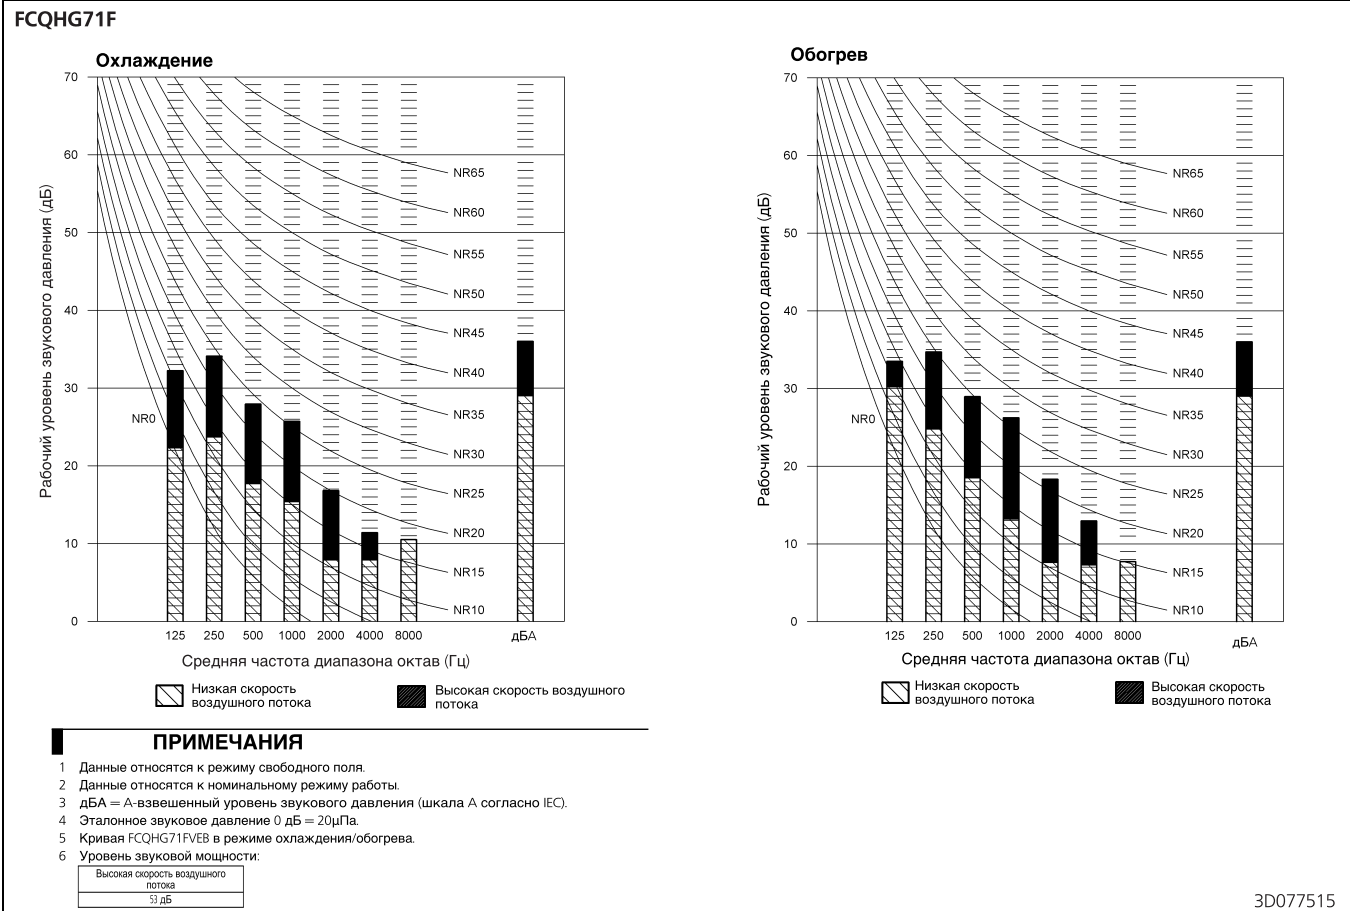 FCQHG71F
Охлаждение
70
60
50
40
30
20
10
0
Рабочий уровень звукового давления (дБ)
NR65
NR60
NR55
NR50
NR45
NR40
NR35
NR30
NR25
NR20
NR15
NR10
NR0
125 250 500 1000 2000 4000 8000 дБА
Средняя частота диапазона октав (Гц)
Низкая скорость
воздушного потока
Высокая скорость воздушного
потока
Обогрев
70
60
50
40
30
20
10
0
Рабочий уровень звукового давления (дБ)
NR65
NR60
NR55
NR50
NR45
NR40
NR35
NR30
NR25
NR20
NR15
NR10
NR0
125 250 500 1000 2000 4000 8000 дБА
Средняя частота диапазона октав (Гц)
Низкая скорость
воздушного потока
Высокая скорость
воздушного потока
ПРИМЕЧАНИЯ
1 Данные относятся к режиму свободного поля.
2 Данные относятся к номинальному режиму работы.
3 дБА = А-взвешенный уровень звукового давления (шкала А согласно IEC).
4 Эталонное звуковое давление 0 дБ = 20µПа.
5 Кривая FCQHG71FVEB в режиме охлаждения/обогрева.
6 Уровень звуковой мощности:
Высокая скорость воздушного
потока
53 дБ
3D077515